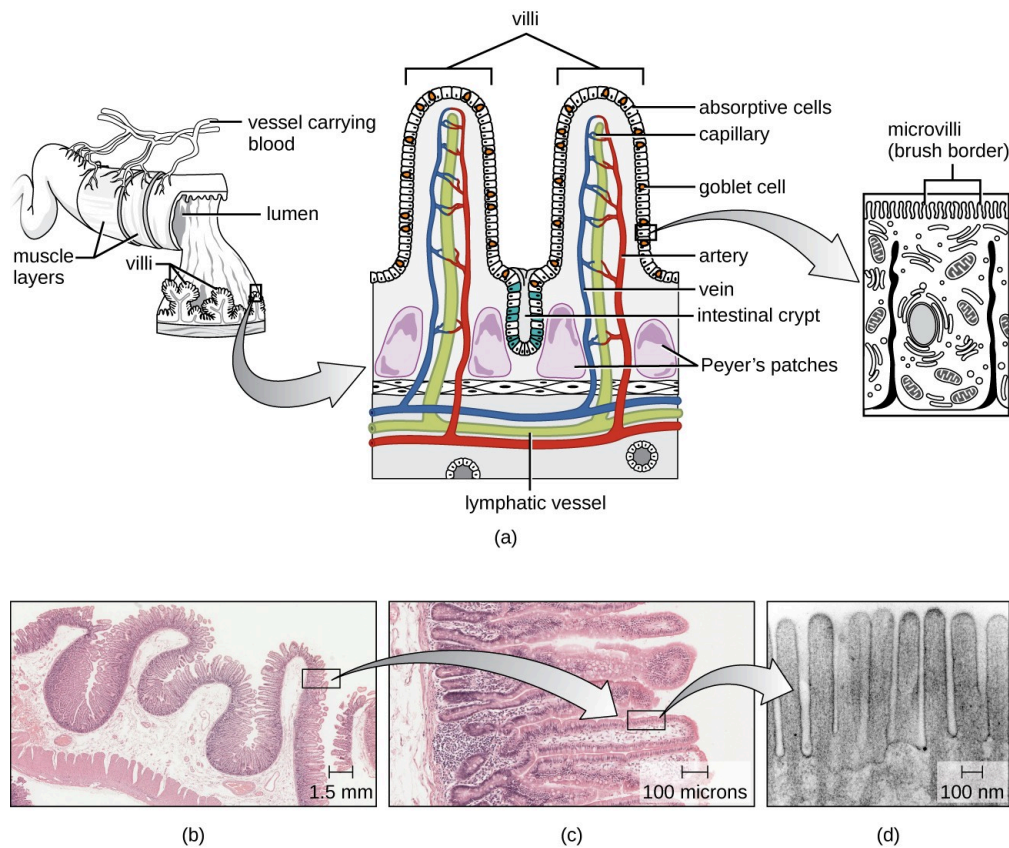 villi
vessel carrying
blood
lumen
muscle
layers
villi
absorptive cells
capillary
goblet cell
artery
vein
intestinal crypt
Peyer's patches
lymphatic vessel
microvilli
(brush border)
(a)
1.5 mm
100 microns
100 nm
(b)
(c)
(d)